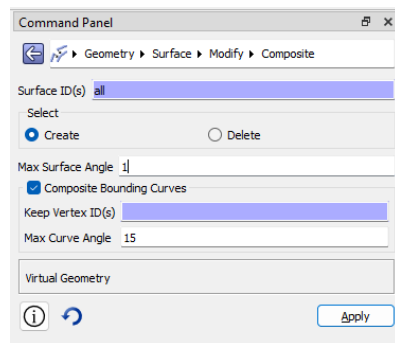 Command Panel
Geometry Surface Modify Composite
Surface ID(s) all
Select
Create Delete
Max Surface Angle 1
Composite Bounding Curves
Keep Vertex ID(s)
Max Curve Angle 15
Virtual Geometry
Apply